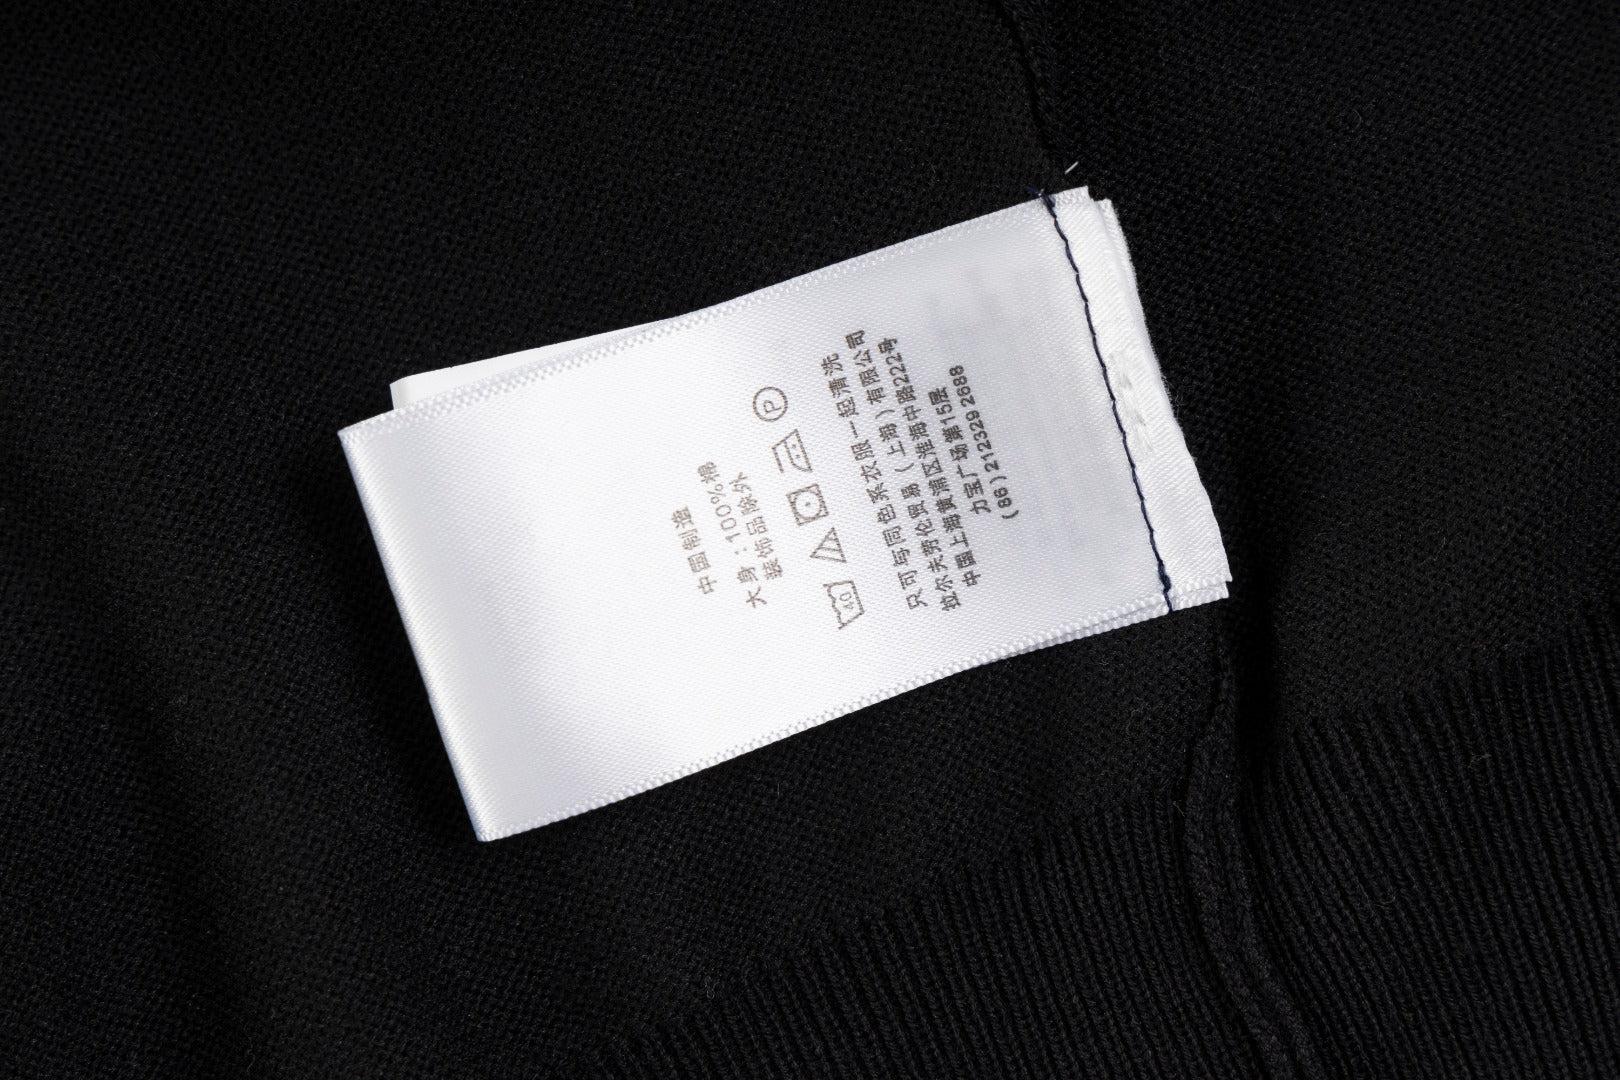 中国制造
大身：100%棉
装饰品除外
40 P
只可与同色系衣服一起清洗
拉尔夫劳伦贸易（上海）有限公司
中国上海黄浦区淮海中路222号
力宝广场第15层
(86) 212329 2688